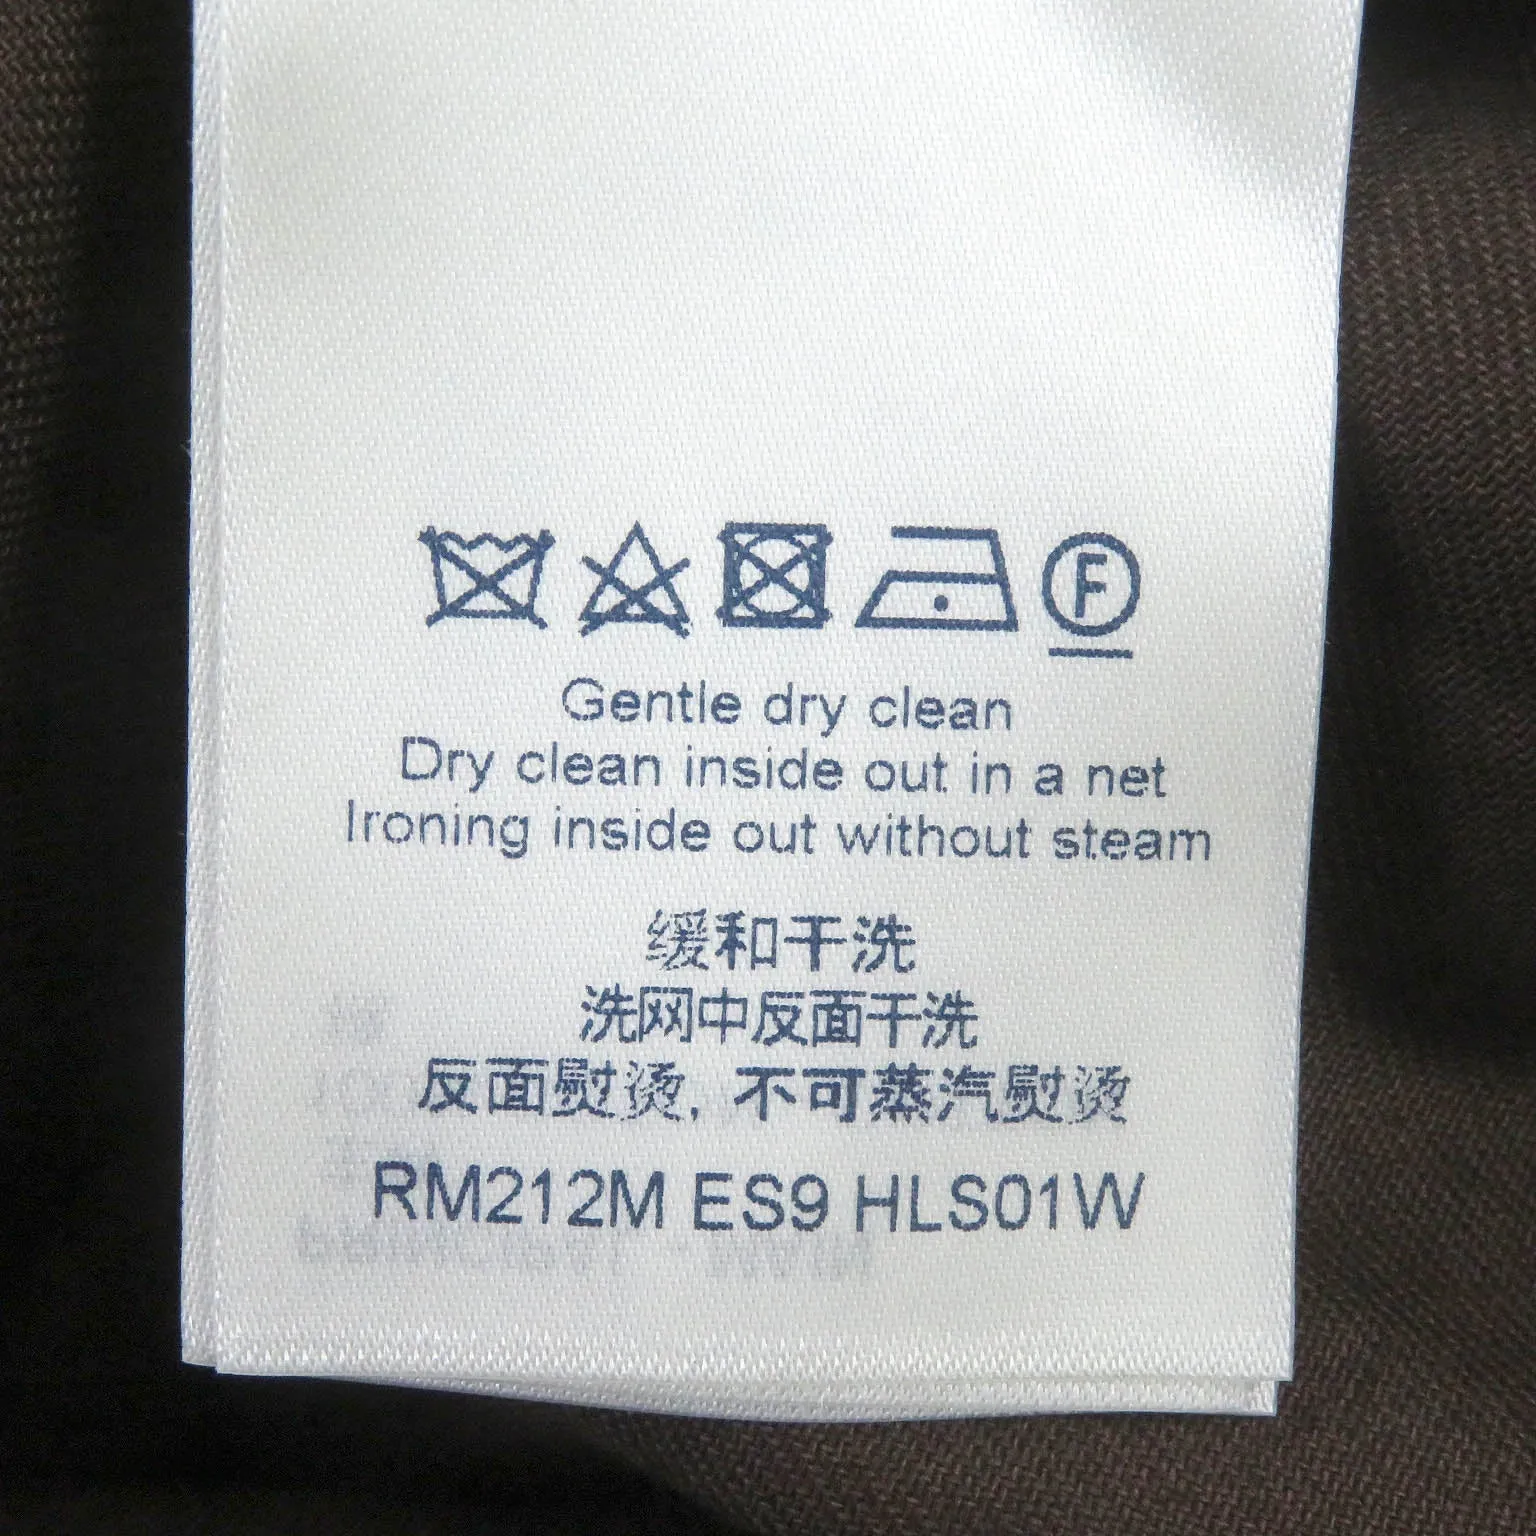 F
Gentle dry clean
Dry clean inside out in a net
Ironing inside out without steam
缓和干洗
洗网中反面干洗
反面熨烫, 不可蒸汽熨烫
RM212M ES9 HLS01W